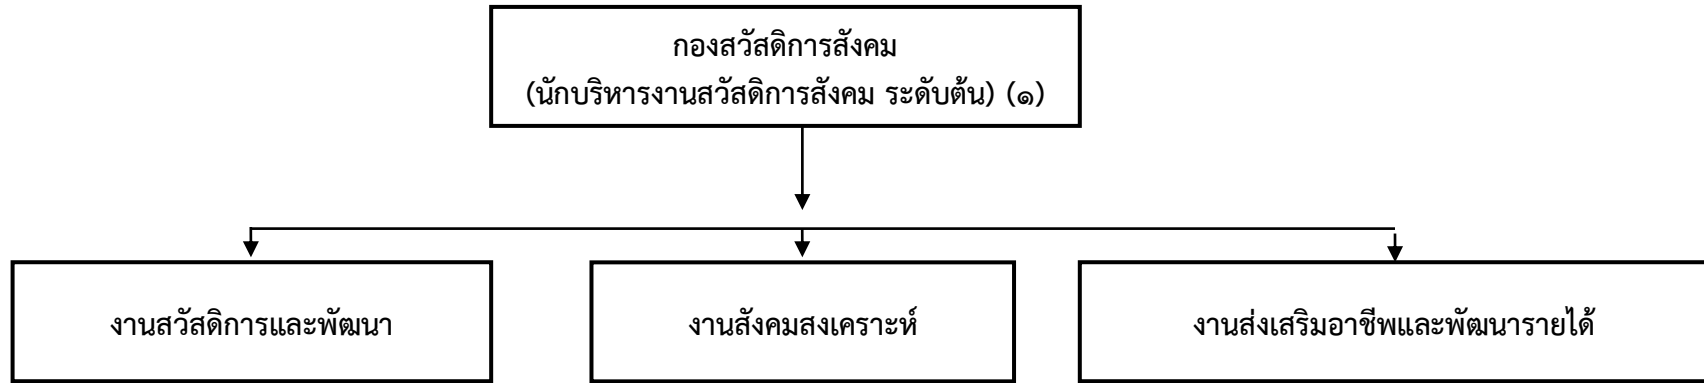 กองสวัสดิการสังคม
(นักบริหารงานสวัสดิการสังคม ระดับต้น) (๑)
งานสวัสดิการและพัฒนา
งานสังคมสงเคราะห์
งานส่งเสริมอาชีพและพัฒนารายได้